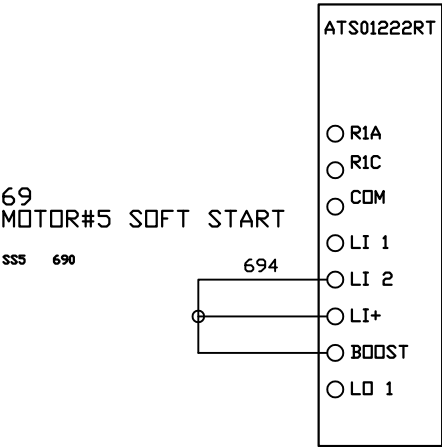 ATS01222RT
R1A
R1C
COM
69
MOTOR#5 SOFT START
LI 1
SS5 690
694
LI 2
LI+
BOOST
LO 1